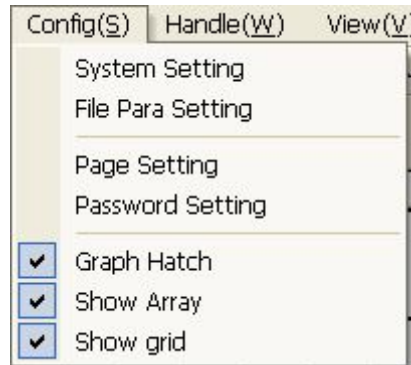 Config(S) Handle(W) View(V)
System Setting
File Para Setting
Page Setting
Password Setting
Graph Hatch
Show Array
Show grid